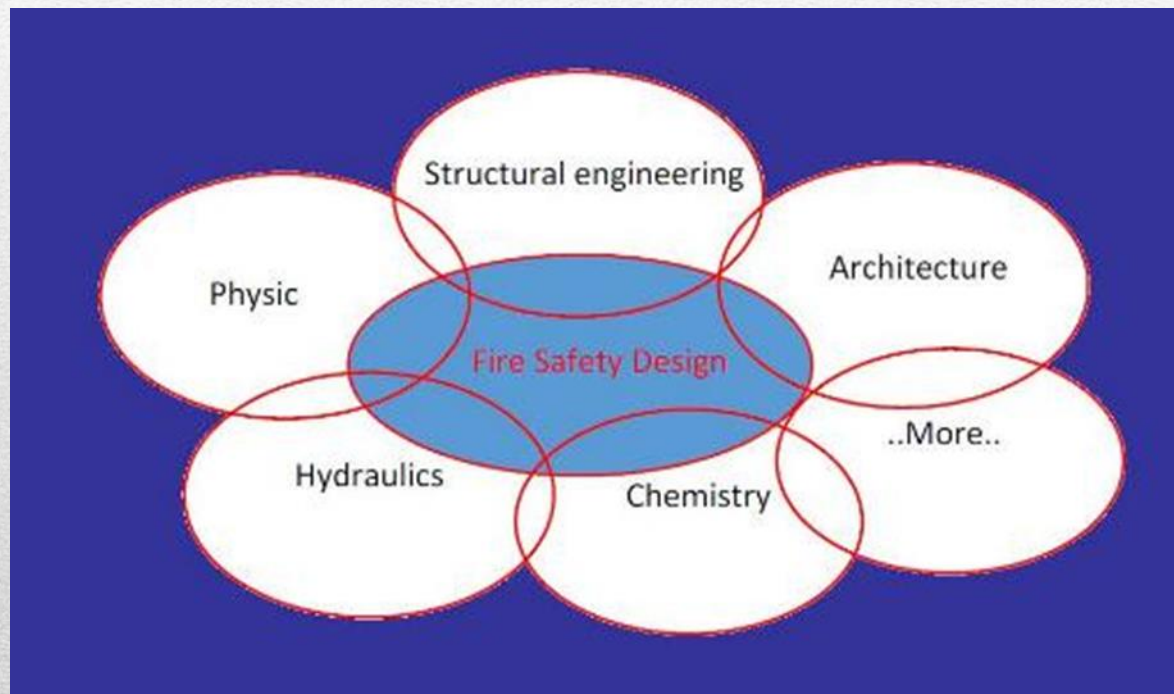 Structural engineering
Architecture
Physic
Fire Safety Design
..More..
Hydraulics
Chemistry